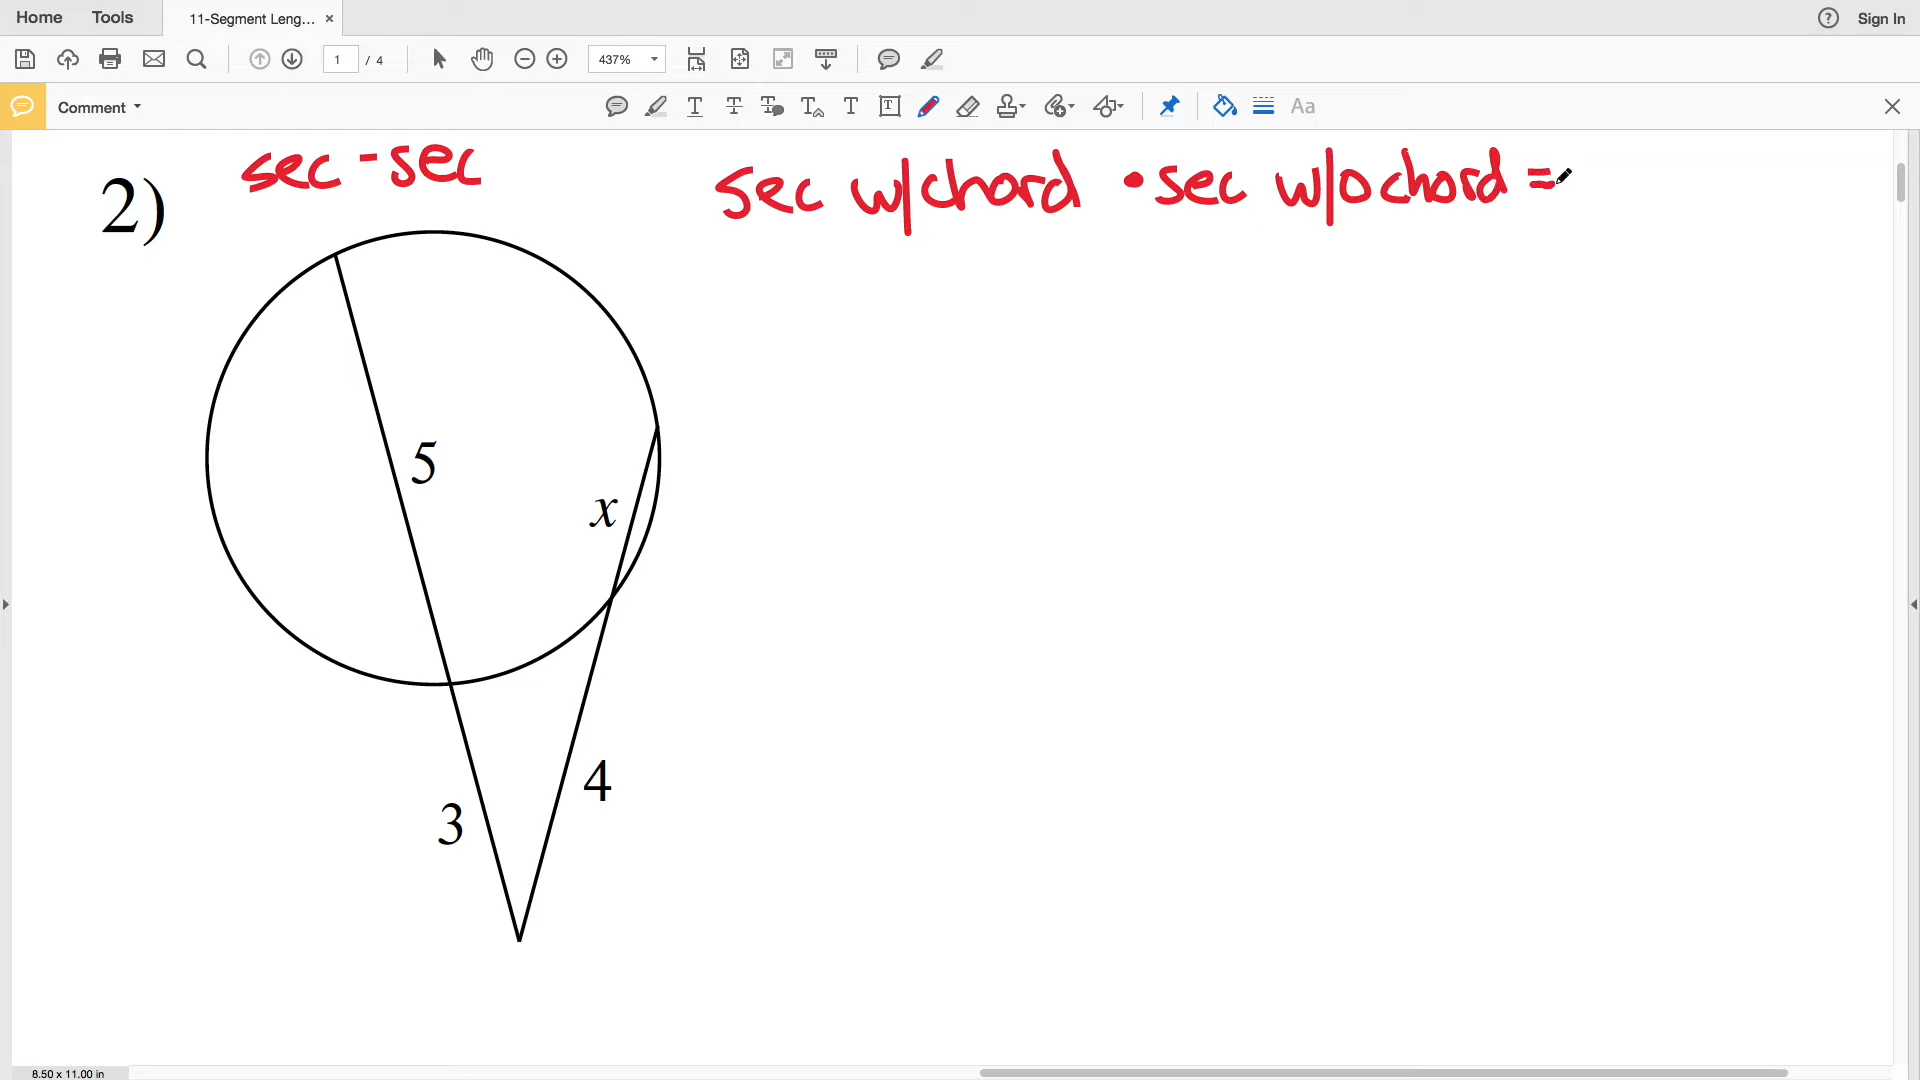 Home Tools 11-Segment Leng... × ? Sign In
1 / 4 437%
Comment T T T T T T Aa
sec - sec
sec w/chord • sec w/o chord =
2)
5
x
4
3
8.50 x 11.00 in